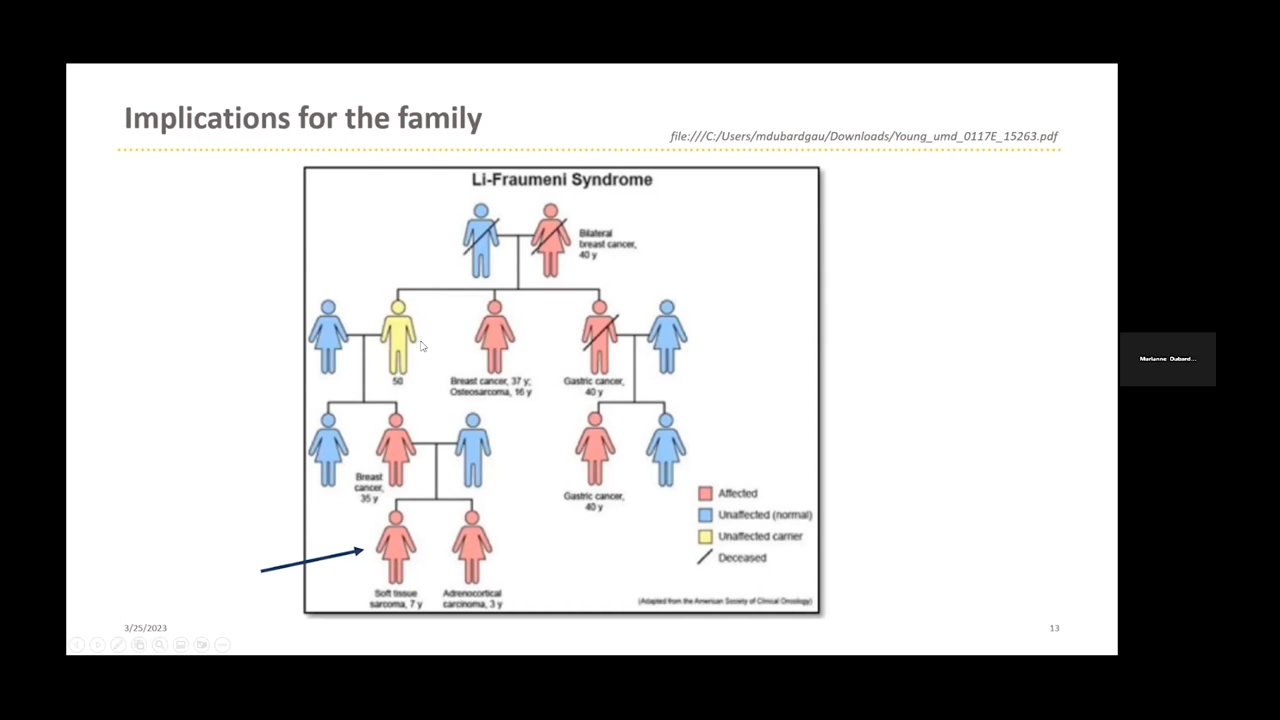 Implications for the family
file:///C:/Users/mdubardgau/Downloads/Young_umd_0117E_15263.pdf
Li-Fraumeni Syndrome
Bilateral
breast cancer,
40 y
50
Breast cancer, 37 y;
Osteosarcoma, 16 y
Gastric cancer,
40 y
Breast
cancer,
35 y
Gastric cancer,
40 y
Affected
Unaffected (normal)
Unaffected carrier
Deceased
Soft tissue
sarcoma, 7 y
Adrenocortical
carcinoma, 3 y
(Adapted from the American Society of Clinical Oncology)
3/25/2023
13
Marianne Dubard...